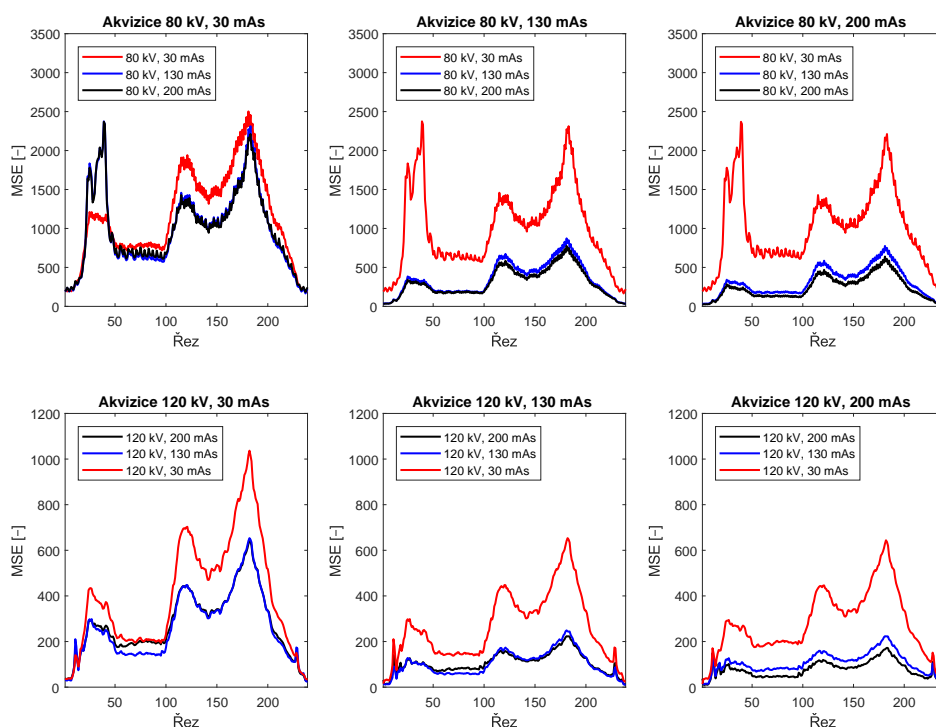 Akvizice 80 kV, 30 mAs
MSE [–]
3500
3000
2500
2000
1500
1000
500
0
80 kV, 30 mAs
80 kV, 130 mAs
80 kV, 200 mAs
50 100 150 200
Řez
Akvizice 80 kV, 130 mAs
MSE [–]
3500
3000
2500
2000
1500
1000
500
0
80 kV, 30 mAs
80 kV, 130 mAs
80 kV, 200 mAs
50 100 150 200
Řez
Akvizice 80 kV, 200 mAs
MSE [–]
3500
3000
2500
2000
1500
1000
500
0
80 kV, 30 mAs
80 kV, 130 mAs
80 kV, 200 mAs
50 100 150 200
Řez
Akvizice 120 kV, 30 mAs
MSE [–]
1200
1000
800
600
400
200
0
120 kV, 200 mAs
120 kV, 130 mAs
120 kV, 30 mAs
50 100 150 200
Řez
Akvizice 120 kV, 130 mAs
MSE [–]
1200
1000
800
600
400
200
0
120 kV, 200 mAs
120 kV, 130 mAs
120 kV, 30 mAs
50 100 150 200
Řez
Akvizice 120 kV, 200 mAs
MSE [–]
1200
1000
800
600
400
200
0
120 kV, 200 mAs
120 kV, 130 mAs
120 kV, 30 mAs
50 100 150 200
Řez